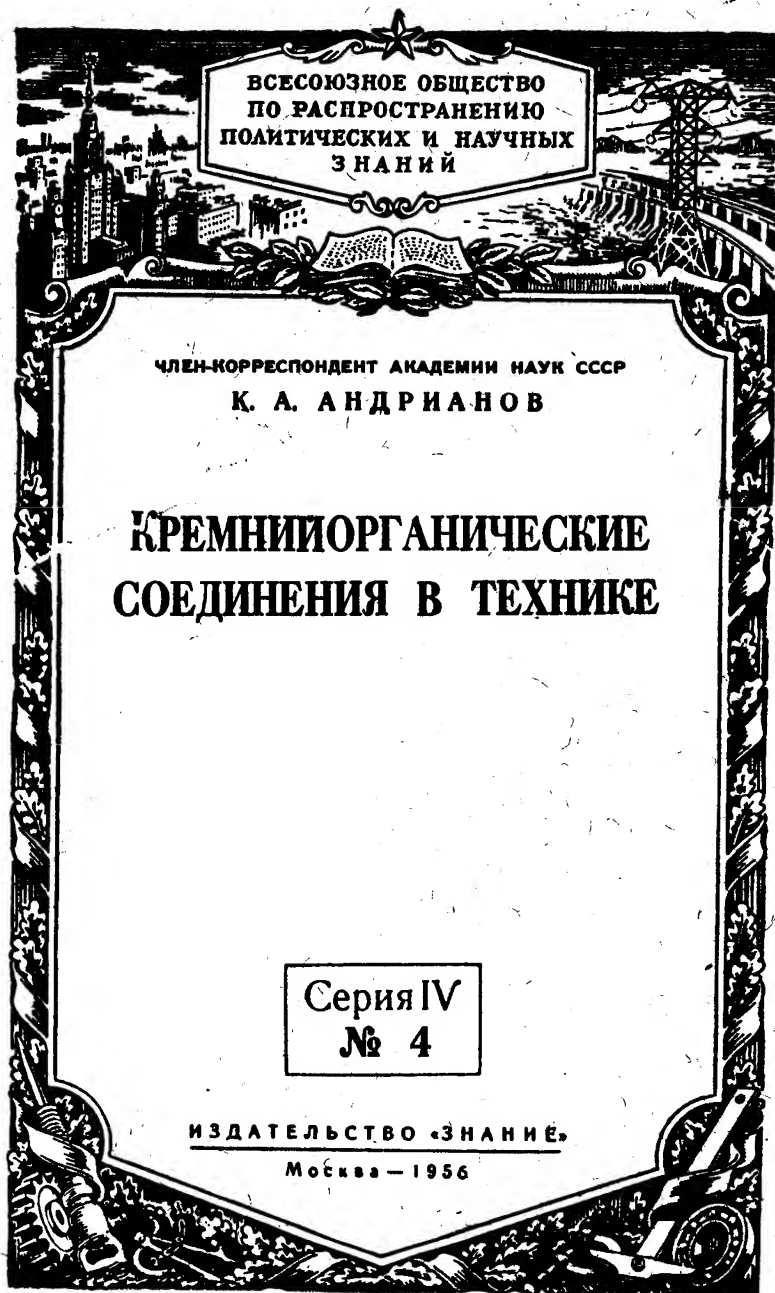 ВСЕСОЮЗНОЕ ОБЩЕСТВО
ПО РАСПРОСТРАНЕНИЮ
ПОЛИТИЧЕСКИХ И НАУЧНЫХ
ЗНАНИЙ
ЧЛЕН-КОРРЕСПОНДЕНТ АКАДЕМИИ НАУК СССР
К. А. АНДРИАНОВ
КРЕМНИЙОРГАНИЧЕСКИЕ
СОЕДИНЕНИЯ В ТЕХНИКЕ
Серия IV
№ 4
ИЗДАТЕЛЬСТВО «ЗНАНИЕ»
Москва — 1956